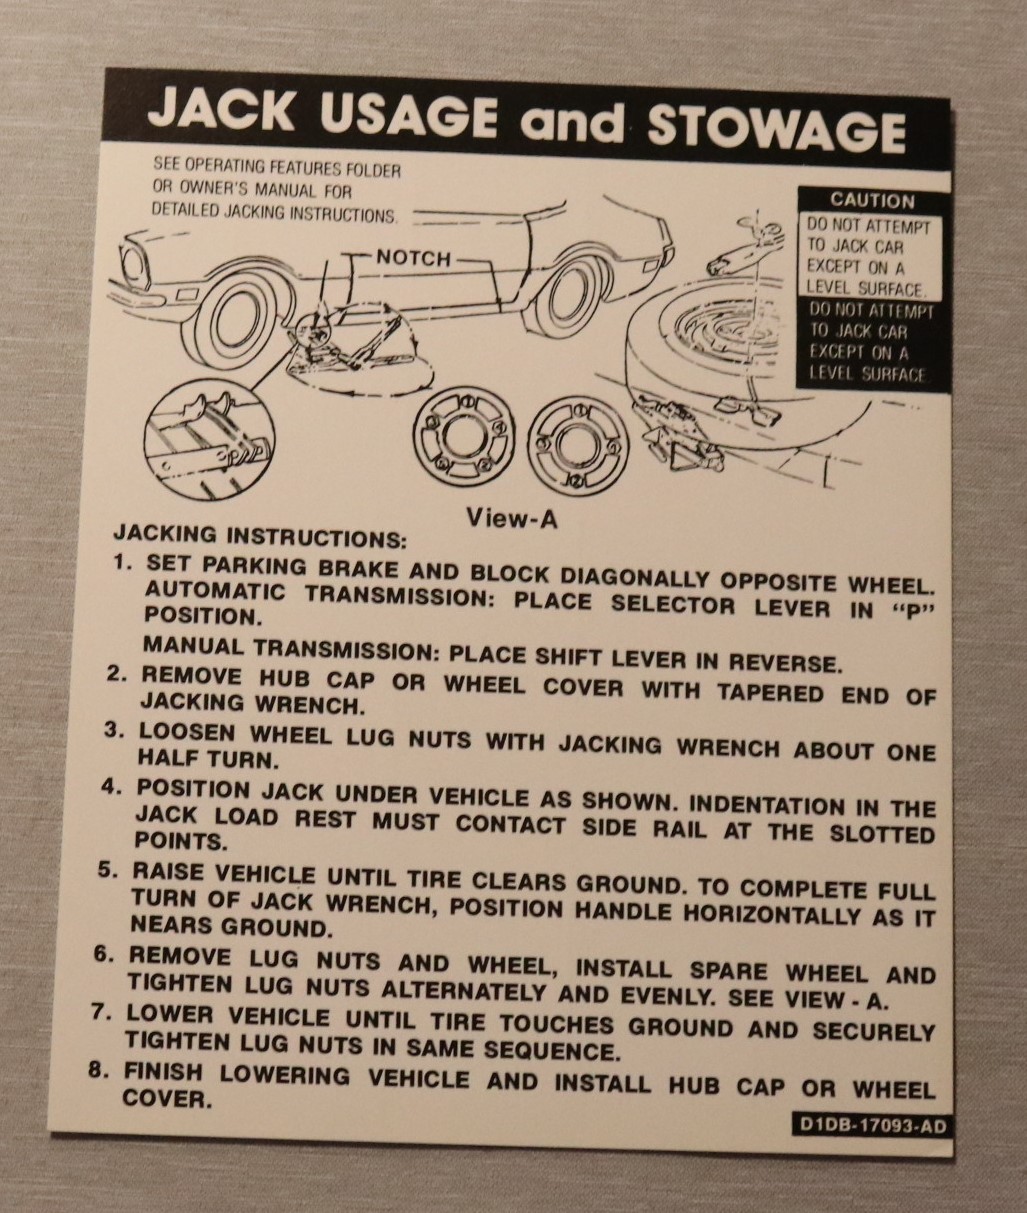 JACK USAGE and STOWAGE
SEE OPERATING FEATURES FOLDER
OR OWNER'S MANUAL FOR
DETAILED JACKING INSTRUCTIONS.
CAUTION
DO NOT ATTEMPT
TO JACK CAR
EXCEPT ON A
LEVEL SURFACE.
DO NOT ATTEMPT
TO JACK CAR
EXCEPT ON A
LEVEL SURFACE
NOTCH
View-A
JACKING INSTRUCTIONS:
1. SET PARKING BRAKE AND BLOCK DIAGONALLY OPPOSITE WHEEL.
AUTOMATIC TRANSMISSION: PLACE SELECTOR LEVER IN “P”
POSITION.
MANUAL TRANSMISSION: PLACE SHIFT LEVER IN REVERSE.
2. REMOVE HUB CAP OR WHEEL COVER WITH TAPERED END OF
JACKING WRENCH.
3. LOOSEN WHEEL LUG NUTS WITH JACKING WRENCH ABOUT ONE
HALF TURN.
4. POSITION JACK UNDER VEHICLE AS SHOWN. INDENTATION IN THE
JACK LOAD REST MUST CONTACT SIDE RAIL AT THE SLOTTED
POINTS.
5. RAISE VEHICLE UNTIL TIRE CLEARS GROUND. TO COMPLETE FULL
TURN OF JACK WRENCH, POSITION HANDLE HORIZONTALLY AS IT
NEARS GROUND.
6. REMOVE LUG NUTS AND WHEEL, INSTALL SPARE WHEEL AND
TIGHTEN LUG NUTS ALTERNATELY AND EVENLY. SEE VIEW - A.
7. LOWER VEHICLE UNTIL TIRE TOUCHES GROUND AND SECURELY
TIGHTEN LUG NUTS IN SAME SEQUENCE.
8. FINISH LOWERING VEHICLE AND INSTALL HUB CAP OR WHEEL
COVER.
D1DB-17093-AD